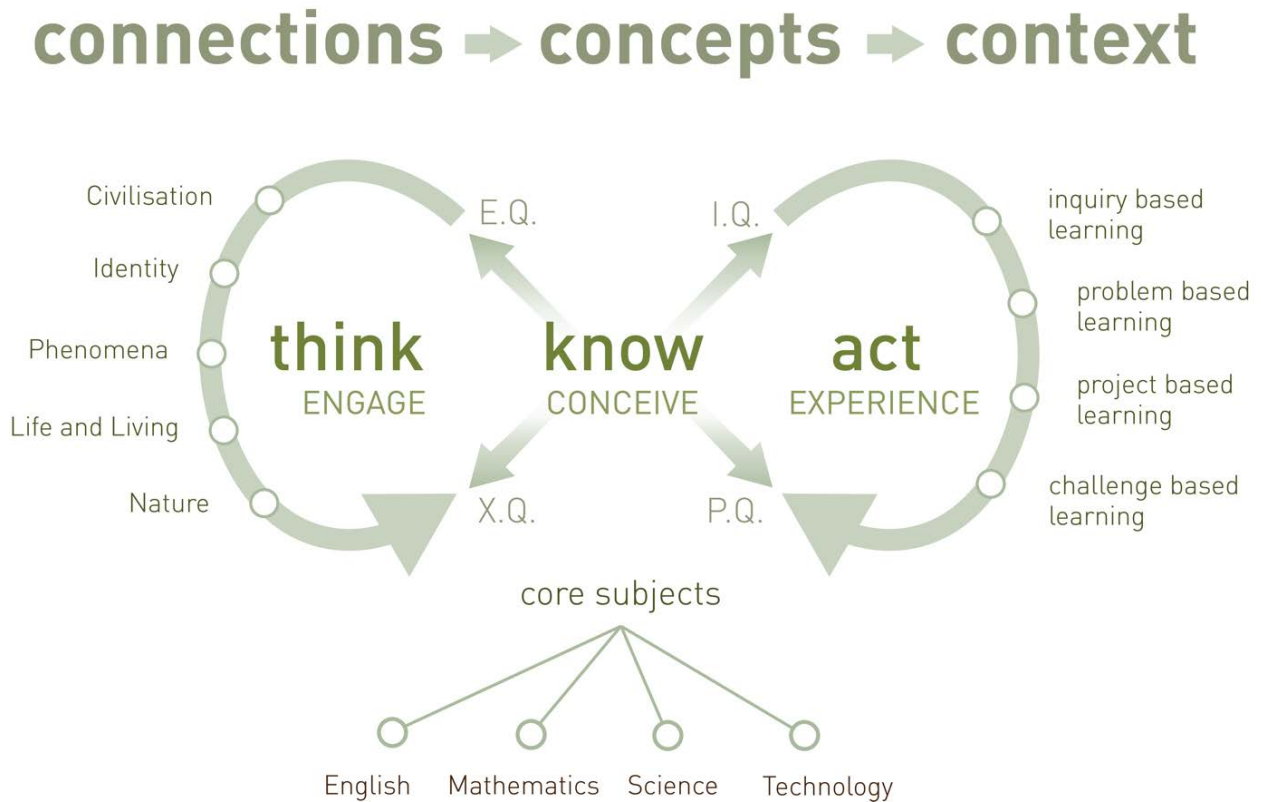 connections concepts context
Civilisation
Identity
Phenomena
Life and Living
Nature
E.Q.
I.Q.
think
ENGAGE
know
CONCEIVE
act
EXPERIENCE
X.Q.
P.Q.
inquiry based
learning
problem based
learning
project based
learning
challenge based
learning
core subjects
English Mathematics Science Technology